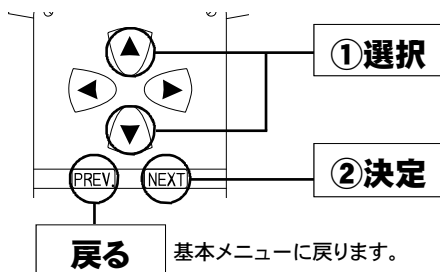 ①選択
PREV.
NEXT
②決定
戻る
基本メニューに戻ります。